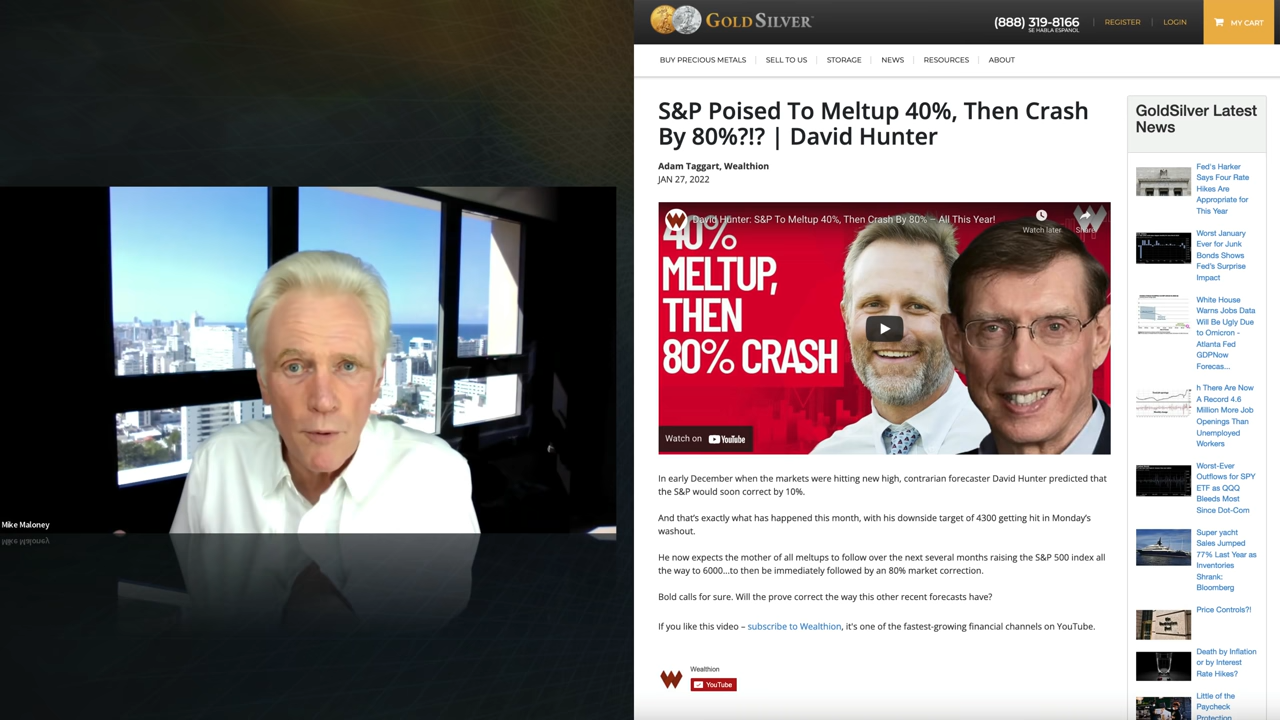 Mike Maloney
GOLDSILVER
(888) 319-8166
SE HABLA ESPANOL
REGISTER
LOGIN
MY CART
BUY PRECIOUS METALS
SELL TO US
STORAGE
NEWS
RESOURCES
ABOUT
S&P Poised To Meltup 40%, Then Crash
By 80%?!? | David Hunter
Adam Taggart, Wealthion
JAN 27, 2022
David Hunter: S&P To Meltup 40%, Then Crash By 80% – All This Year!
Watch later
Share
40%
MELTUP,
THEN
80% CRASH
Watch on YouTube
In early December when the markets were hitting new high, contrarian forecaster David Hunter predicted that
the S&P would soon correct by 10%.
And that's exactly what has happened this month, with his downside target of 4300 getting hit in Monday's
washout.
He now expects the mother of all meltups to follow over the next several months raising the S&P 500 index all
the way to 6000...to then be immediately followed by an 80% market correction.
Bold calls for sure. Will the prove correct the way this other recent forecasts have?
If you like this video – subscribe to Wealthion, it's one of the fastest-growing financial channels on YouTube.
Wealthion
YouTube
GoldSilver Latest
News
Fed's Harker
Says Four Rate
Hikes Are
Appropriate for
This Year
Worst January
Ever for Junk
Bonds Shows
Fed's Surprise
Impact
White House
Warns Jobs Data
Will Be Ugly Due
to Omicron -
Atlanta Fed
GDPNow
Forecas...
h There Are Now
A Record 4.6
Million More Job
Openings Than
Unemployed
Workers
Worst-Ever
Outflows for SPY
ETF as QQQ
Bleeds Most
Since Dot-Com
Super yacht
Sales Jumped
77% Last Year as
Inventories
Shrank:
Bloomberg
Price Controls?!
Death by Inflation
or by Interest
Rate Hikes?
Little of the
Paycheck
Protection